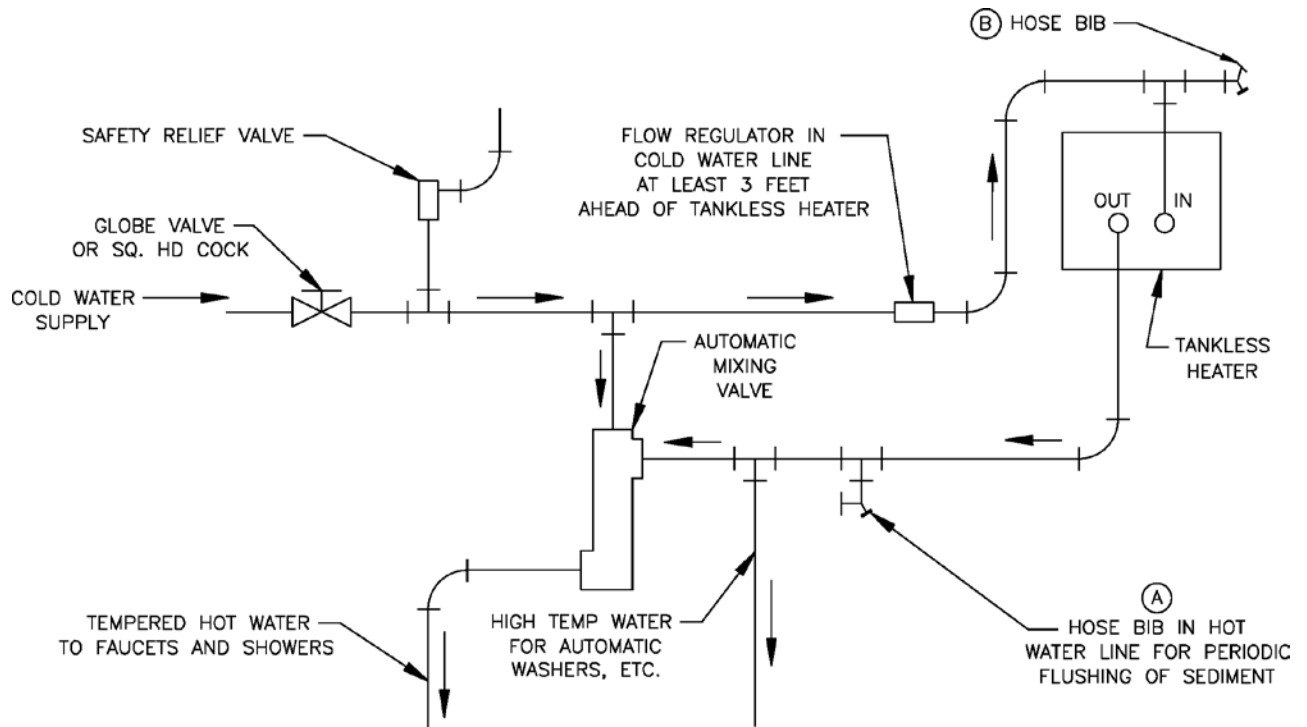 Ⓑ HOSE BIB
SAFETY RELIEF VALVE
FLOW REGULATOR IN
COLD WATER LINE
AT LEAST 3 FEET
AHEAD OF TANKLESS HEATER
GLOBE VALVE
OR SQ. HD COCK
OUT
IN
COLD WATER
SUPPLY
AUTOMATIC
MIXING
VALVE
TANKLESS
HEATER
TEMPERED HOT WATER
TO FAUCETS AND SHOWERS
HIGH TEMP WATER
FOR AUTOMATIC
WASHERS, ETC.
Ⓐ
HOSE BIB IN HOT
WATER LINE FOR PERIODIC
FLUSHING OF SEDIMENT